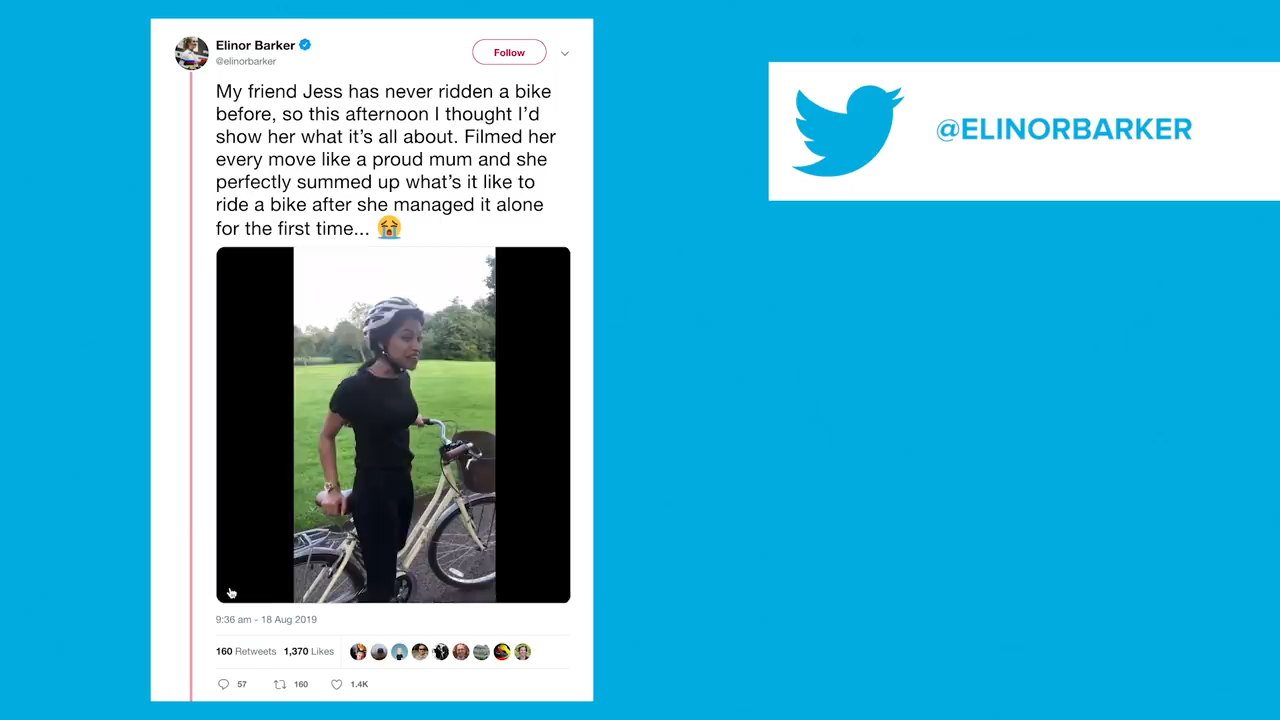 Elinor Barker
@elinorbarker
Follow
My friend Jess has never ridden a bike
before, so this afternoon I thought I'd
show her what it's all about. Filmed her
every move like a proud mum and she
perfectly summed up what's it like to
ride a bike after she managed it alone
for the first time... 😭
9:36 am - 18 Aug 2019
160 Retweets 1,370 Likes
57 160 1.4K
@ELINORBARKER